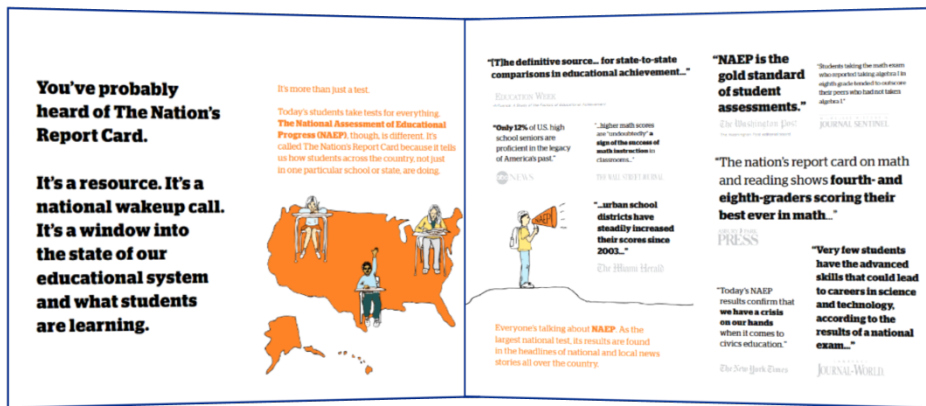 You've probably
heard of The Nation's
Report Card.
It's a resource. It's a
national wakeup call.
It's a window into
the state of our
educational system
and what students
are learning.
It's more than just a test.
Today's students take tests for everything.
The National Assessment of Educational
Progress (NAEP), though, is different. It's
called The Nation's Report Card because it tells
us how students across the country, not just
in one particular school or state, are doing.
"[T]he definitive source... for state-to-state
comparisons in educational achievement..."
EDUCATION WEEK
"Only 12% of U.S. high
school seniors are
proficient in the legacy
of America's past."
abc NEWS
"...higher math scores
are "undoubtedly" a
sign of the success of
math instruction in
classrooms..."
THE WALL STREET JOURNAL
NAEP!
"...urban school
districts have
steadily increased
their scores since
2003..."
The Miami Herald
Everyone's talking about NAEP. As the
largest national test, its results are found
in the headlines of national and local news
stories all over the country.
"NAEP is the
gold standard
of student
assessments."
The Washington Post
"Students taking the math exam
who reported taking algebra I in
eighth grade tended to outscore
their peers who had not taken
algebra I."
JOURNAL SENTINEL
"The nation's report card on math
and reading shows fourth- and
eighth-graders scoring their
best ever in math..."
ASBURY PARK
PRESS
"Today's NAEP
results confirm that
we have a crisis
on our hands
when it comes to
civics education."
The New York Times
"Very few students
have the advanced
skills that could lead
to careers in science
and technology,
according to the
results of a national
exam..."
JOURNAL-WORLD